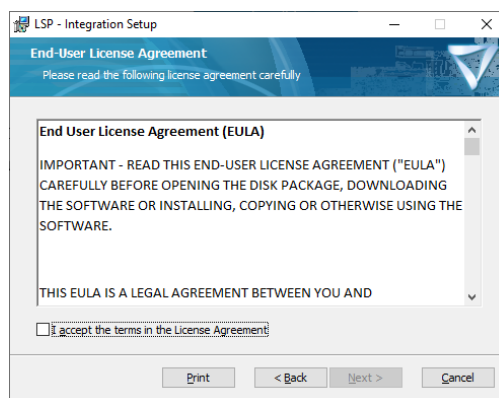 LSP - Integration Setup
End-User License Agreement
Please read the following license agreement carefully
End User License Agreement (EULA)
IMPORTANT - READ THIS END-USER LICENSE AGREEMENT ("EULA")
CAREFULLY BEFORE OPENING THE DISK PACKAGE, DOWNLOADING
THE SOFTWARE OR INSTALLING, COPYING OR OTHERWISE USING THE
SOFTWARE.
THIS EULA IS A LEGAL AGREEMENT BETWEEN YOU AND
I accept the terms in the License Agreement
Print < Back Next > Cancel